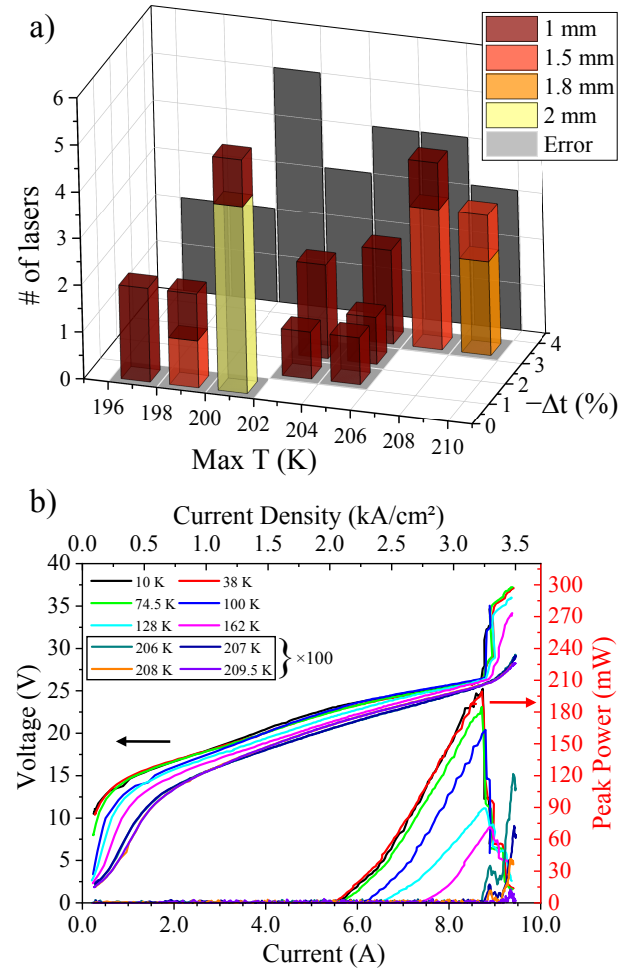 a)
1 mm
1.5 mm
1.8 mm
2 mm
Error
6
5
4
3
2
1
0
# of lasers
196
198
200
202
204
206
208
210
Max T (K)
0
1
2
3
4
−Δt (%)
b)
Current Density (kA/cm²)
0.0 0.5 1.0 1.5 2.0 2.5 3.0 3.5
40
35
30
25
20
15
10
5
0
Voltage (V)
10 K 38 K
74.5 K 100 K
128 K 162 K
206 K 207 K
208 K 209.5 K
×100
300
270
240
210
180
150
120
90
60
30
0
Peak Power (mW)
0.0 2.0 4.0 6.0 8.0 10.0
Current (A)